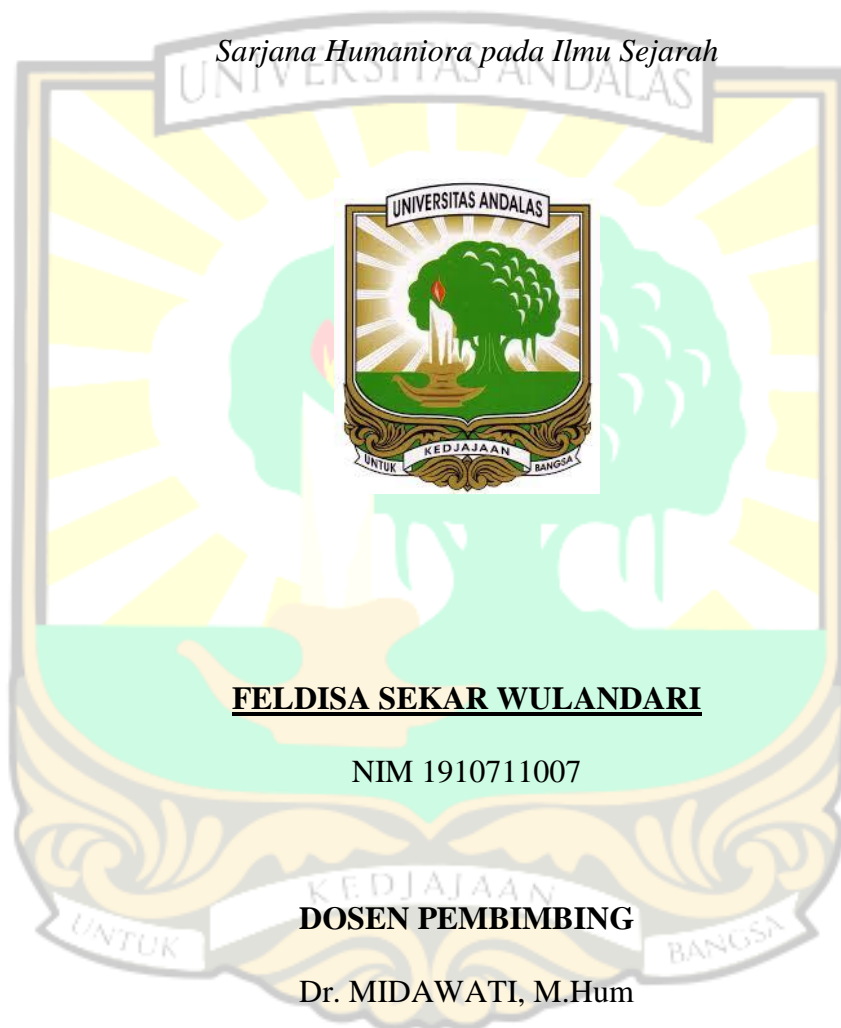 Sarjana Humaniora pada Ilmu Sejarah
UNIVERSITAS ANDALAS
UNIVERSITAS ANDALAS
UNTUK KEDJAJAAN BANGSA
FELDISA SEKAR WULANDARI
NIM 1910711007
KEDJAJAAN
DOSEN PEMBIMBING
UNTUK BANGSA
Dr. MIDAWATI, M.Hum